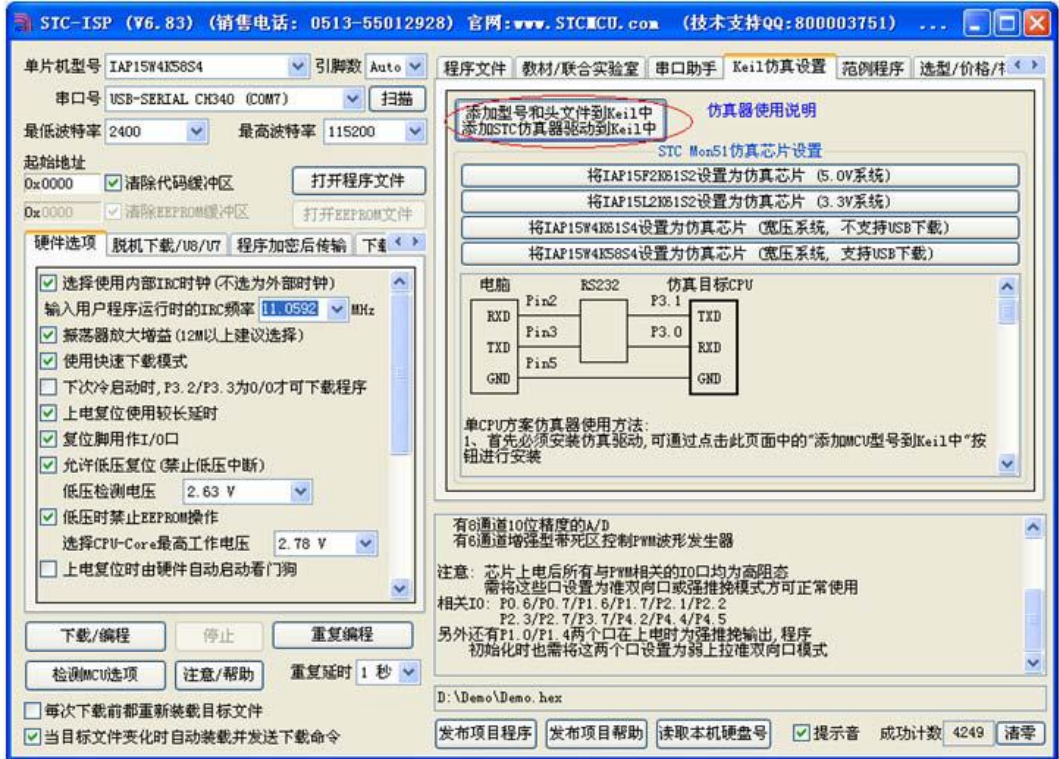 STC-ISP (V6.83) (销售电话: 0513-55012928) 官网:www.STCMCU.com (技术支持QQ:800003751) ...
单片机型号 IAP15W4K58S4 引脚数 Auto
串口号 USB-SERIAL CH340 (COM7) 扫描
最低波特率 2400 最高波特率 115200
起始地址
0x0000 清除代码缓冲区 打开程序文件
0x0000 清除EEPROM缓冲区 打开EEPROM文件
硬件选项 脱机下载/U8/U7 程序加密后传输
选择使用内部IRC时钟(不选为外部时钟)
输入用户程序运行时的IRC频率 11.0592 MHz
振荡器放大增益(12M以上建议选择)
使用快速下载模式
下次冷启动时,P3.2/P3.3为0/0才可下载程序
上电复位使用较长延时
复位脚用作I/O口
允许低压复位(禁止低压中断)
低压检测电压 2.63 V
低压时禁止EEPROM操作
选择CPU-Core最高工作电压 2.78 V
上电复位时由硬件自动启动看门狗
下载/编程 停止 重复编程
检测MCU选项 注意/帮助 重复延时 1 秒
每次下载前都重新装载目标文件
当目标文件变化时自动装载并发送下载命令
程序文件 教材/联合实验室 串口助手 Keil仿真设置 范例程序 选型/价格/
添加型号和头文件到Keil中
添加STC仿真器驱动到Keil中
仿真器使用说明
STC Mon51仿真芯片设置
将IAP15F2K61S2设置为仿真芯片 (5.0V系统)
将IAP15L2K61S2设置为仿真芯片 (3.3V系统)
将IAP15W4K61S4设置为仿真芯片 (宽压系统, 不支持USB下载)
将IAP15W4K58S4设置为仿真芯片 (宽压系统, 支持USB下载)
电脑 RS232 仿真目标CPU
Pin2 P3.1
RXD TXD
Pin3 P3.0
TXD RXD
Pin5
GND GND
单CPU方案仿真器使用方法:
1、首先必须安装仿真驱动,可通过点击此页面中的"添加MCU型号到Keil中"按
钮进行安装
有8通道10位精度的A/D
有6通道增强型带死区控制PWM波形发生器
注意: 芯片上电后所有与PWM相关的IO口均为高阻态
需将这些口设置为准双向口或强推挽模式方可正常使用
相关IO: P0.6/P0.7/P1.6/P1.7/P2.1/P2.2
P2.3/P2.7/P3.7/P4.2/P4.4/P4.5
另外还有P1.0/P1.4两个口在上电时为强推挽输出,程序
初始化时也需将这两个口设置为弱上拉准双向口模式
D:\Demo\Demo.hex
发布项目程序 发布项目帮助 读取本机硬盘号 提示音 成功计数 4249 清零